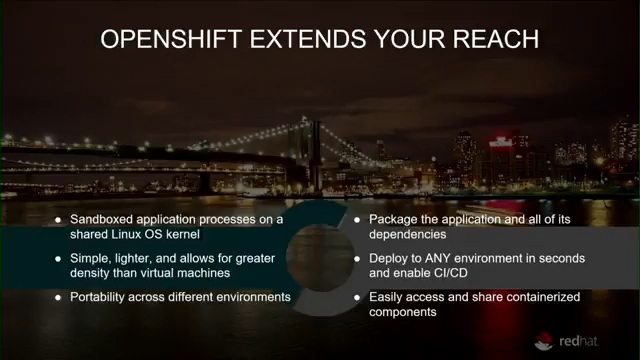 OPENSHIFT EXTENDS YOUR REACH
● Sandboxed application processes on a
shared Linux OS kernel
● Simple, lighter, and allows for greater
density than virtual machines
● Portability across different environments
● Package the application and all of its
dependencies
● Deploy to ANY environment in seconds
and enable CI/CD
● Easily access and share containerized
components
redhat